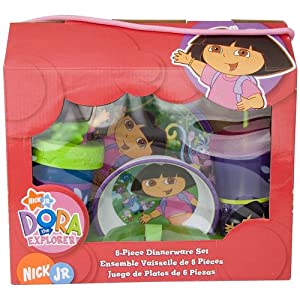 NICK JR.
DORA
the
EXPLORER
NICK JR
6-Piece Dinnerware Set
Ensemble Vaisselle de 6 Pièces
Juego de Platos de 6 Piezas